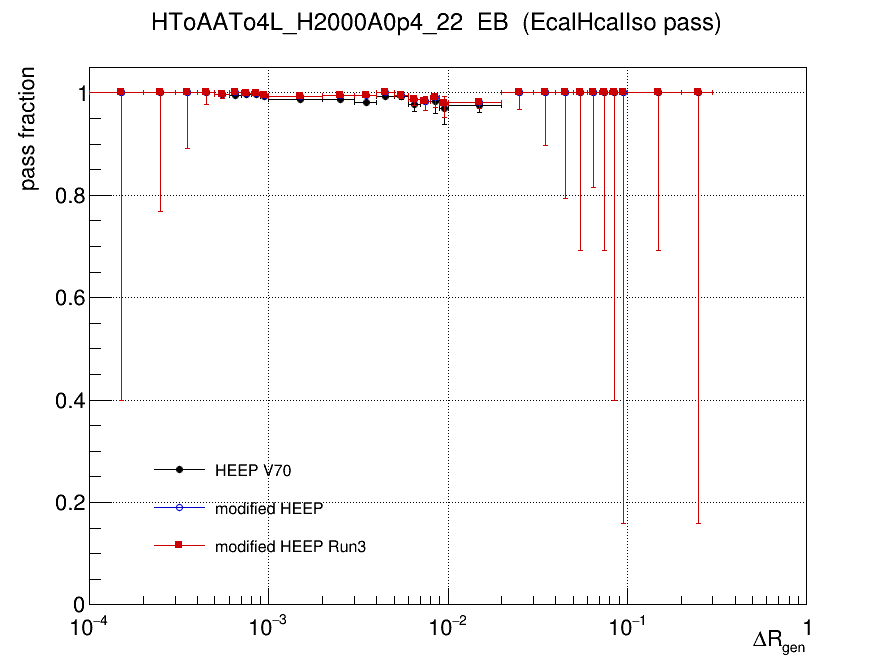 HToAATo4L_H2000A0p4_22 EB (EcalHcalIso pass)
pass fraction
1
0.8
0.6
0.4
0.2
0
HEEP V70
modified HEEP
modified HEEP Run3
10⁻⁴ 10⁻³ 10⁻² 10⁻¹ 1
ΔR_gen